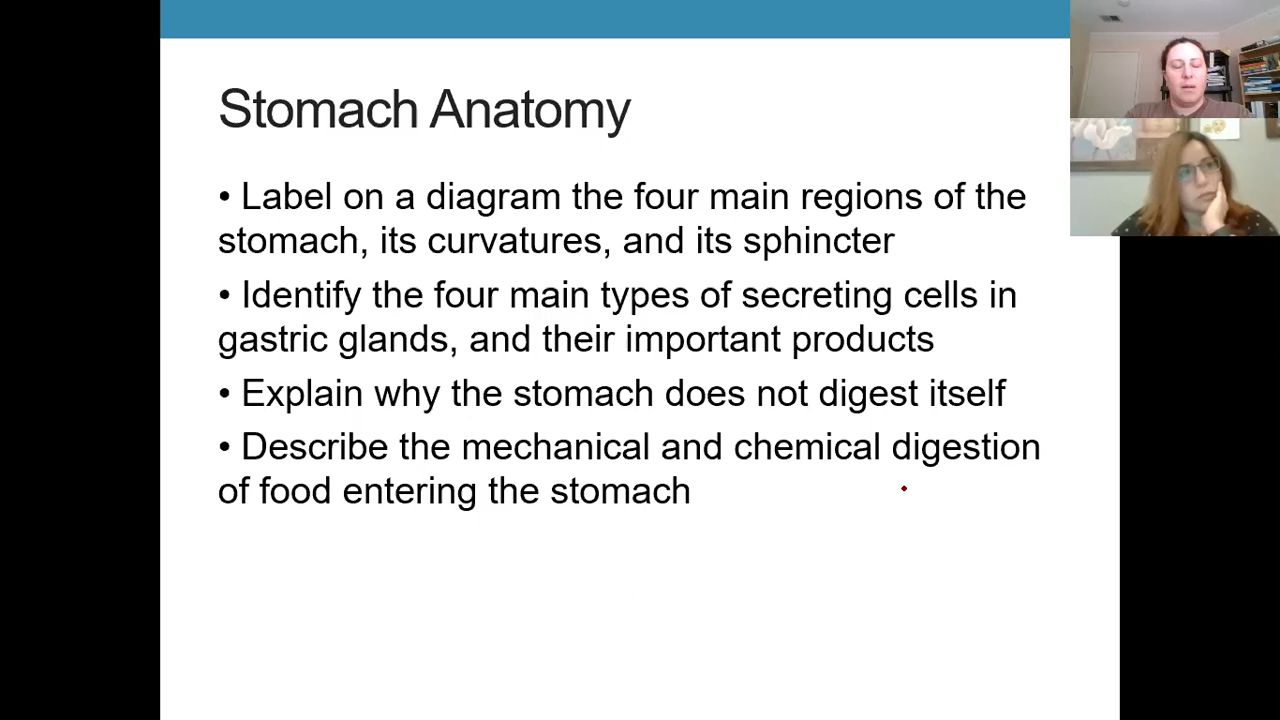 Stomach Anatomy
• Label on a diagram the four main regions of the
stomach, its curvatures, and its sphincter
• Identify the four main types of secreting cells in
gastric glands, and their important products
• Explain why the stomach does not digest itself
• Describe the mechanical and chemical digestion
of food entering the stomach